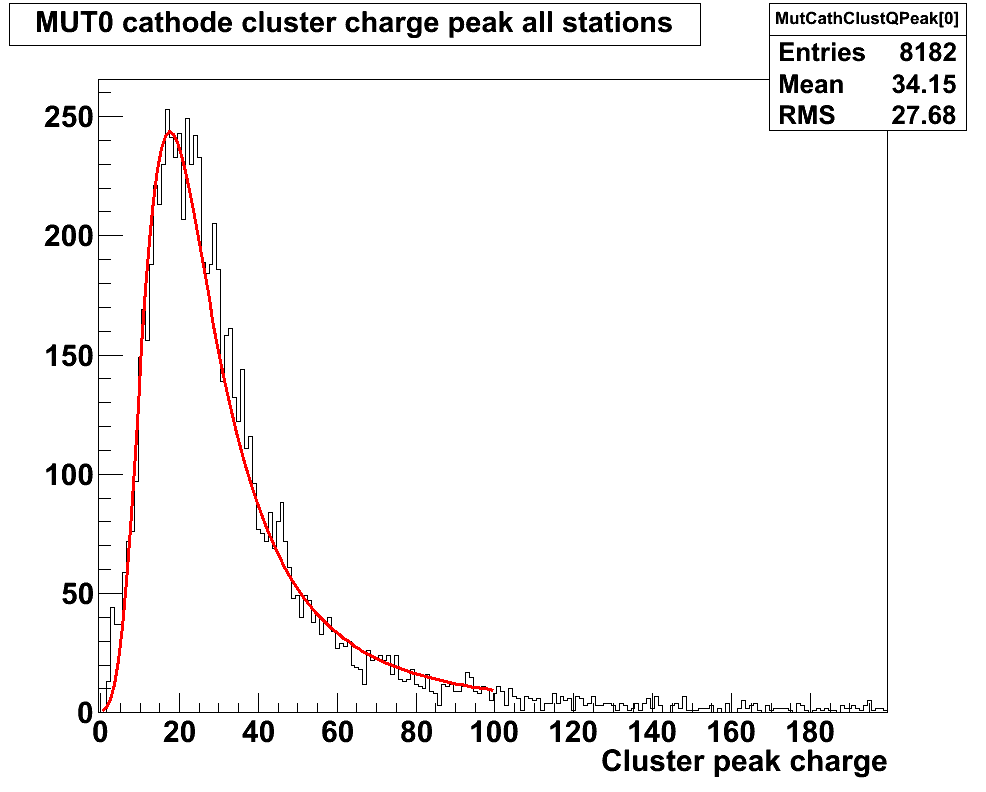 MUT0 cathode cluster charge peak all stations
MutCathClustQPeak[0]
Entries 8182
Mean 34.15
RMS 27.68
250
200
150
100
50
0
0 20 40 60 80 100 120 140 160 180
Cluster peak charge